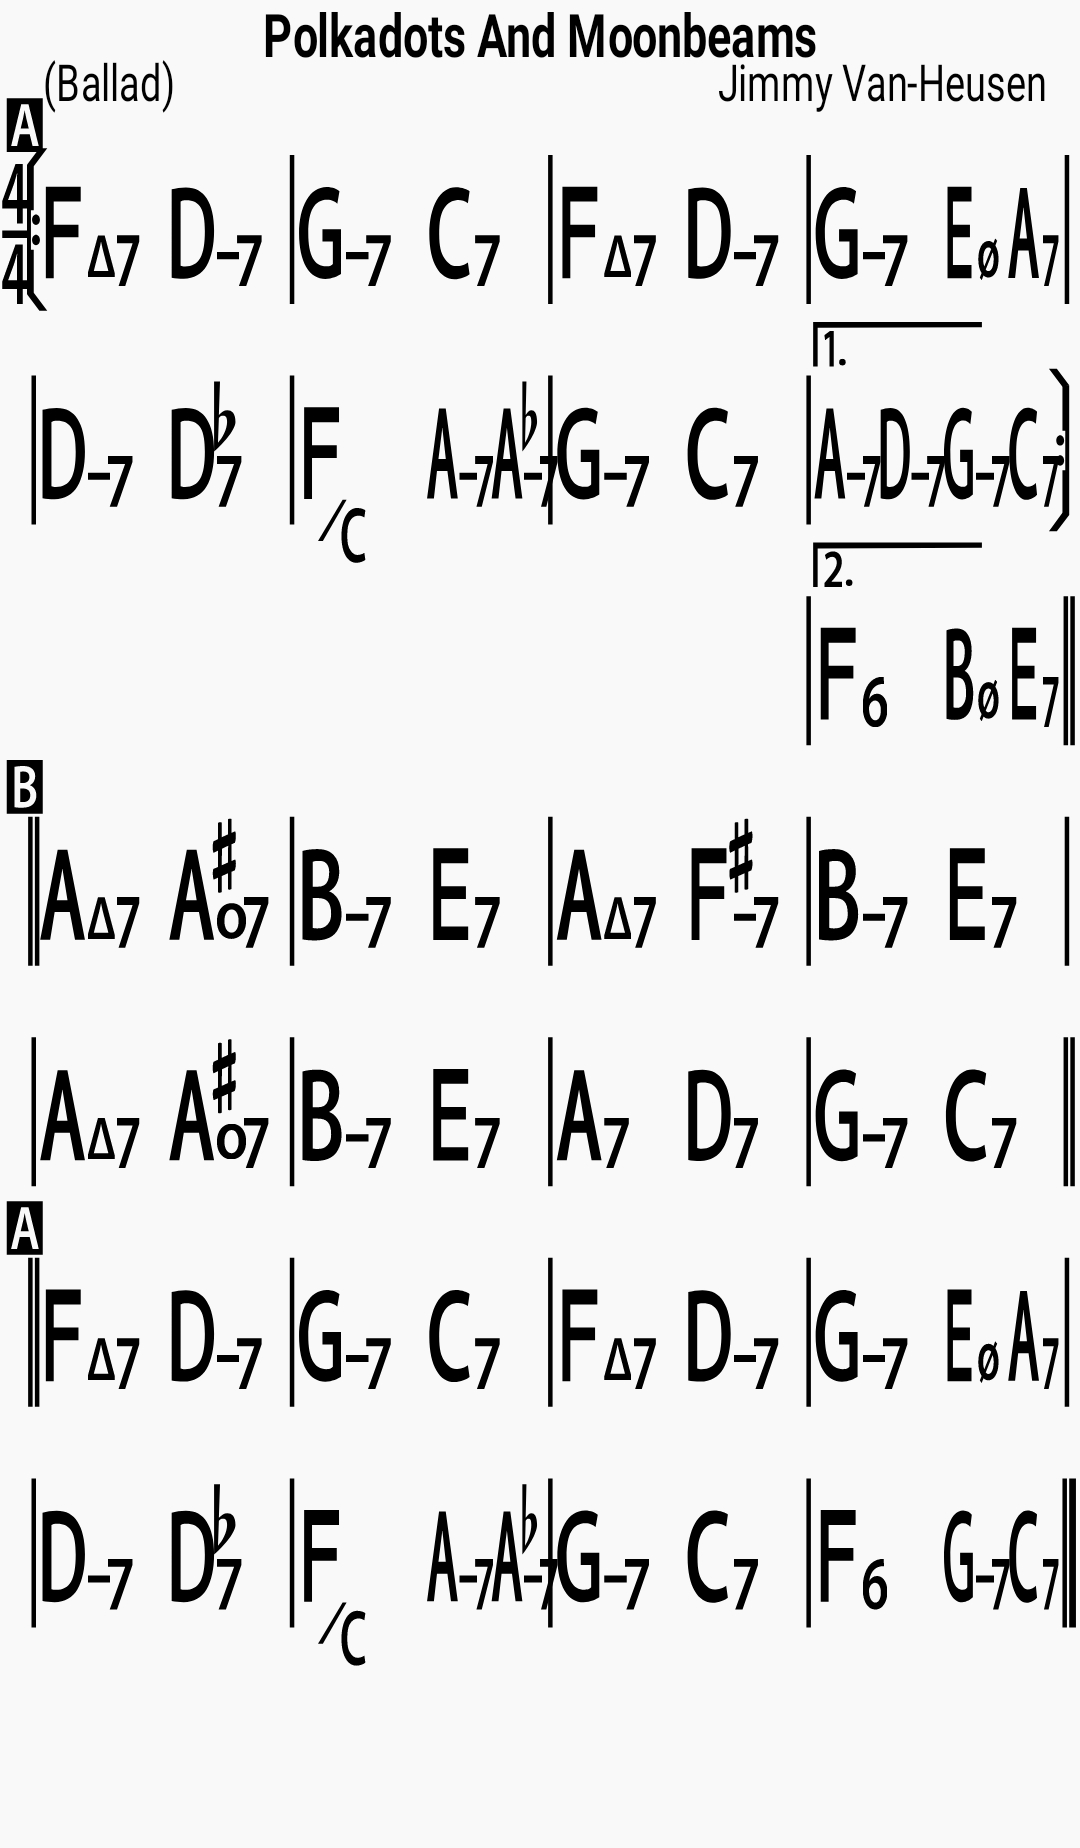 Polkadots And Moonbeams
(Ballad) Jimmy Van-Heusen
A
4/4 FΔ7 D–7 | G–7 C7 | FΔ7 D–7 | G–7 Eø A7 |
1.
| D–7 D♭7 | F/C A–7 A♭–7 | G–7 C7 | A–7 D–7 G–7 C7
2.
| F6 B�ø E7
B
AΔ7 A♯o7 | B–7 E7 | AΔ7 F♯–7 | B–7 E7 |
| AΔ7 A♯o7 | B–7 E7 | A7 D7 | G–7 C7
A
FΔ7 D–7 | G–7 C7 | FΔ7 D–7 | G–7 Eø A7 |
| D–7 D♭7 | F/C A–7 A♭–7 | G–7 C7 | F6 G–7 C7